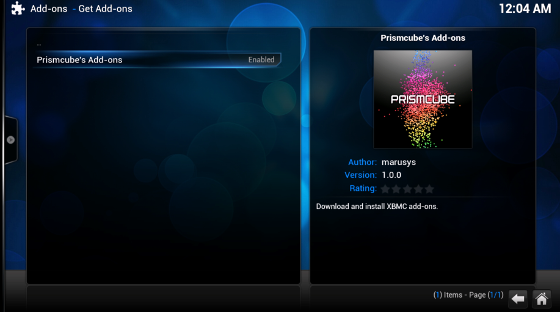 Add-ons - Get Add-ons
12:04 AM
..
Prismcube's Add-ons
Enabled
Prismcube's Add-ons
PRISMCUBE
Author: marusys
Version: 1.0.0
Rating:
Download and install XBMC add-ons.
(1) Items - Page (1/1)